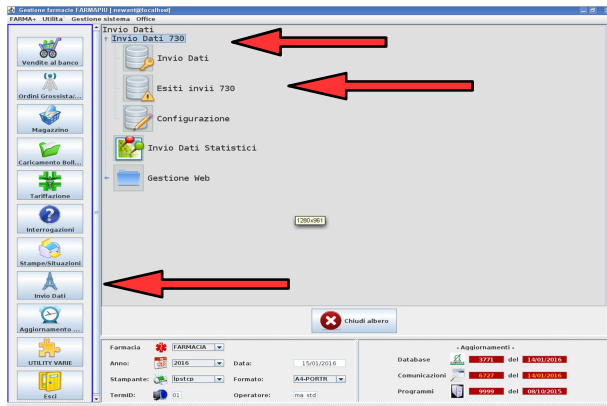 Gestione farmacie FARMAPIU [ newant@localhost]
FARMA+ Utilita` Gestione sistema Office
Invio Dati
Invio Dati 730
Invio Dati
Esiti invii 730
Configurazione
Invio Dati Statistici
Gestione Web
Vendite al banco
Ordini Grossista/...
Magazzino
Caricamento Boll...
Tariffazione
Interrogazioni
Stampe/Situazioni
Invio Dati
Aggiornamento ...
UTILITY VARIE
Esci
1280x961
Chiudi albero
Farmacia FARMACIA
Anno: 2016 Data: 15/01/2016
Stampante: lpstcp Formato: A4-PORTR
TermID: 01 Operatore: ma std
- Aggiornamenti -
Database 3771 del 14/01/2016
Comunicazioni 6727 del 14/01/2016
Programmi 9999 del 08/10/2015